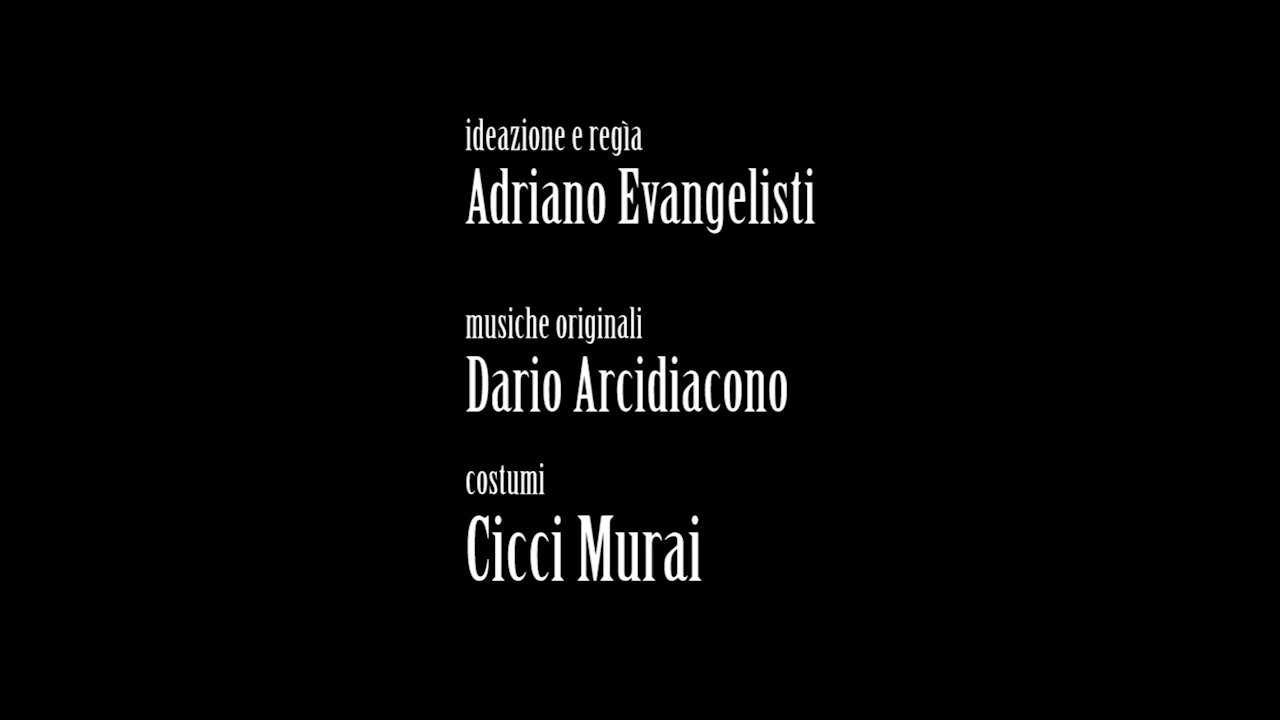 ideazione e regìa
Adriano Evangelisti
musiche originali
Dario Arcidiacono
costumi
Cicci Murai